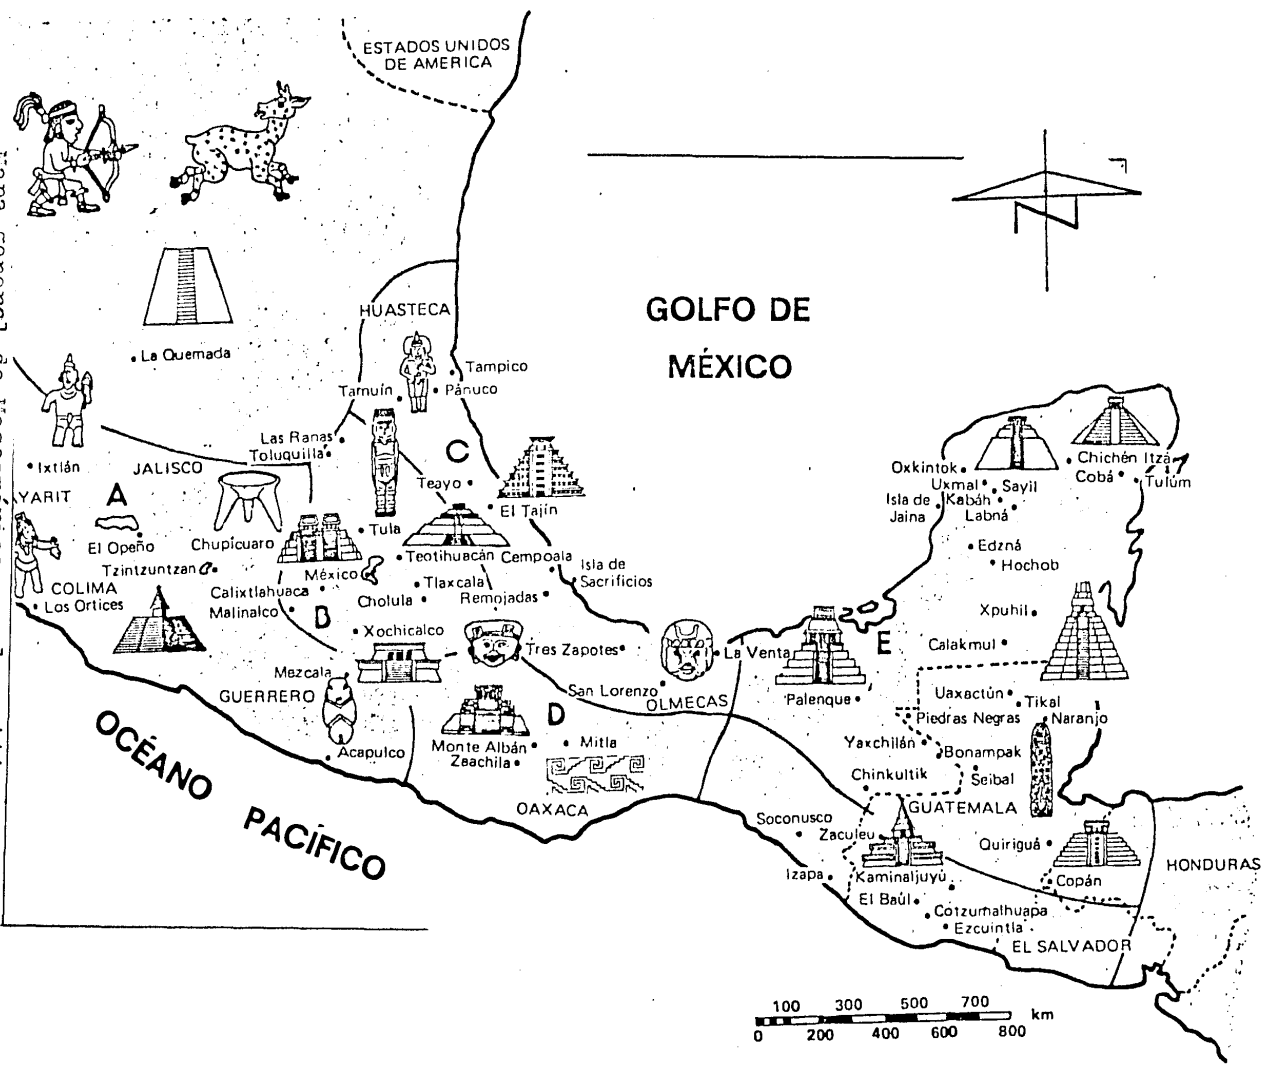 ESTADOS UNIDOS
DE AMERICA
N
GOLFO DE
MÉXICO
HUASTECA
La Quemada
Tampico
Tamuín
Pánuco
Las Ranas
Toluquilla
C
Ixtlán
JALISCO
YARIT
A
Teayo
El Tajín
Tula
El Opeño
Chupícuaro
Teotihuacán
Cempoala
Tzintzuntzan
México
Isla de
Sacrificios
COLIMA
Los Ortices
Calixtlahuaca
Malinalco
B
Tlaxcala
Cholula
Remojadas
Xochicalco
Tres Zapotes
La Venta
Mezcala
GUERRERO
San Lorenzo
OLMECAS
D
Acapulco
Monte Albán
Zaachila
Mitla
OAXACA
OCÉANO PACÍFICO
Oxkintok
Chichén Itzá
Cobá
Tulúm
Uxmal
Sayil
Isla de
Jaina
Kabáh
Labná
Edzná
Hochob
Xpuhil
E
Calakmul
Palenque
Uaxactún
Tikal
Piedras Negras
Naranjo
Yaxchilán
Bonampak
Seibal
Chinkultik
GUATEMALA
Soconusco
Zaculeu
Quiriguá
HONDURAS
Izapa
Kaminaljuyú
Copán
El Baúl
Cotzumalhuapa
Ezcuintla
EL SALVADOR
100 300 500 700
km
0 200 400 600 800